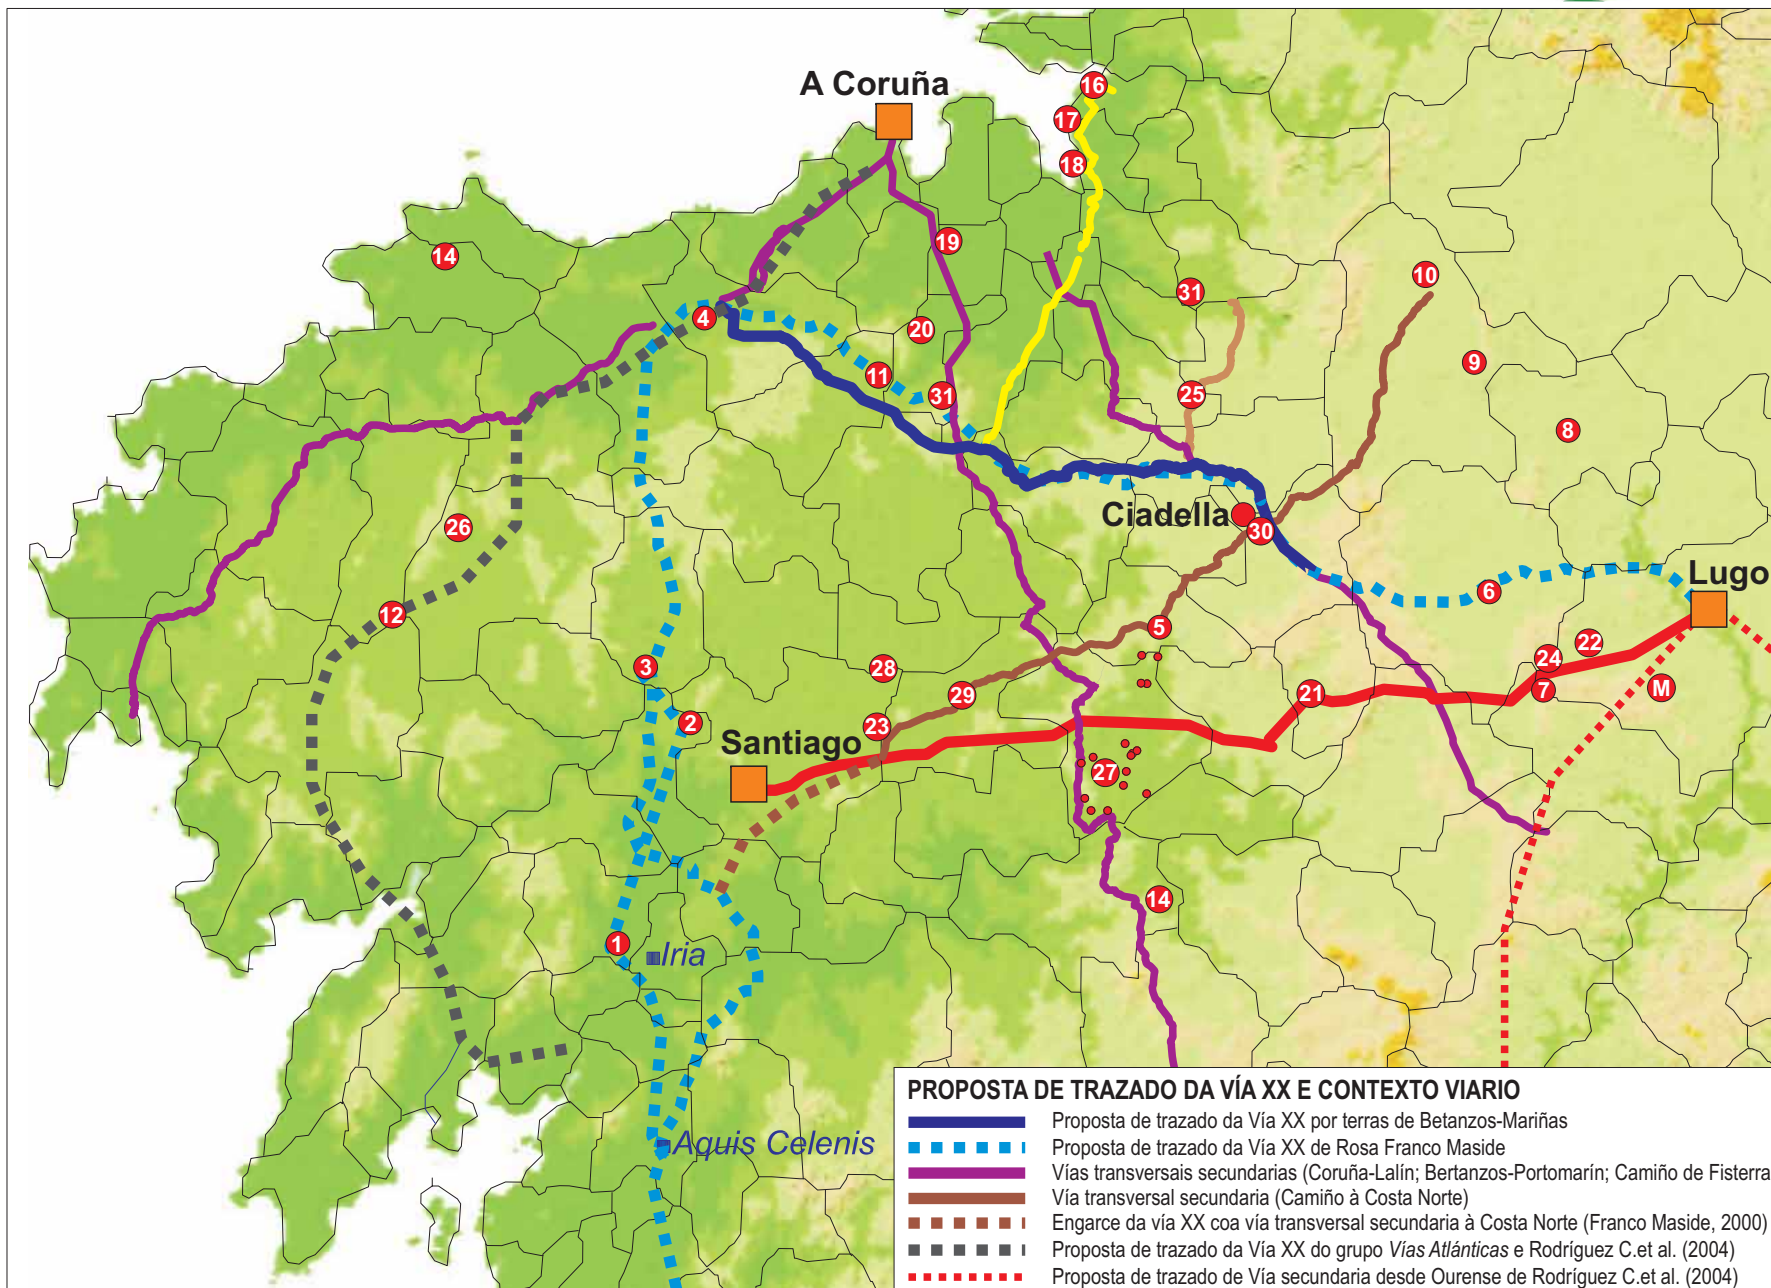 16
A Coruña
17
18
19
14
10
31
4
20
9
11
25
31
8
26
Ciadella
30
Lugo
6
12
5
22
24
3
28
M
7
29
21
2
23
Santiago
27
14
1
Iria
Aquis Celenis
PROPOSTA DE TRAZADO DA VÍA XX E CONTEXTO VIARIO
Proposta de trazado da Vía XX por terras de Betanzos-Mariñas
Proposta de trazado da Vía XX de Rosa Franco Maside
Vías transversais secundarias (Coruña-Lalín; Bertanzos-Portomarín; Camiño de Fisterra
Vía transversal secundaria (Camiño à Costa Norte)
Engarce da vía XX coa vía transversal secundaria à Costa Norte (Franco Maside, 2000)
Proposta de trazado da Vía XX do grupo Vías Atlánticas e Rodríguez C.et al. (2004)
Proposta de trazado de Vía secundaria desde Ourense de Rodríguez C.et al. (2004)